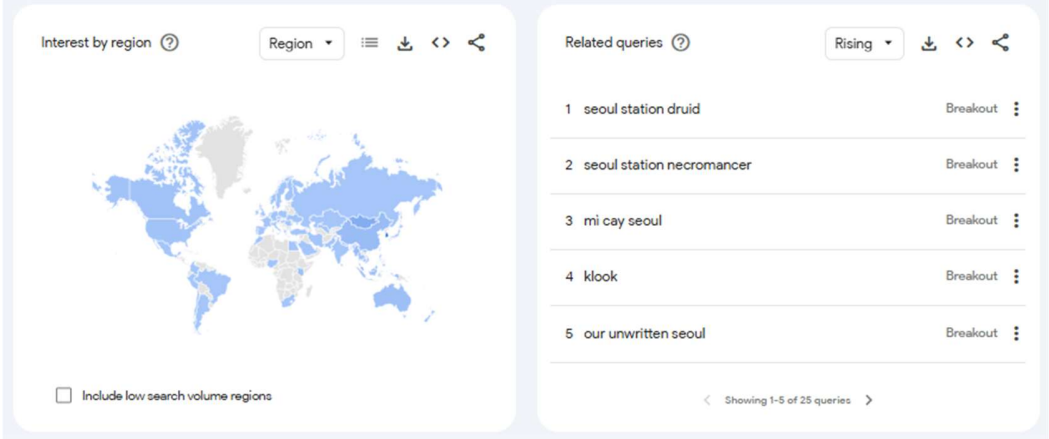 Interest by region
Region
Include low search volume regions
Related queries
Rising
1 seoul station druid Breakout
2 seoul station necromancer Breakout
3 mi cay seoul Breakout
4 klook Breakout
5 our unwritten seoul Breakout
Showing 1-5 of 25 queries